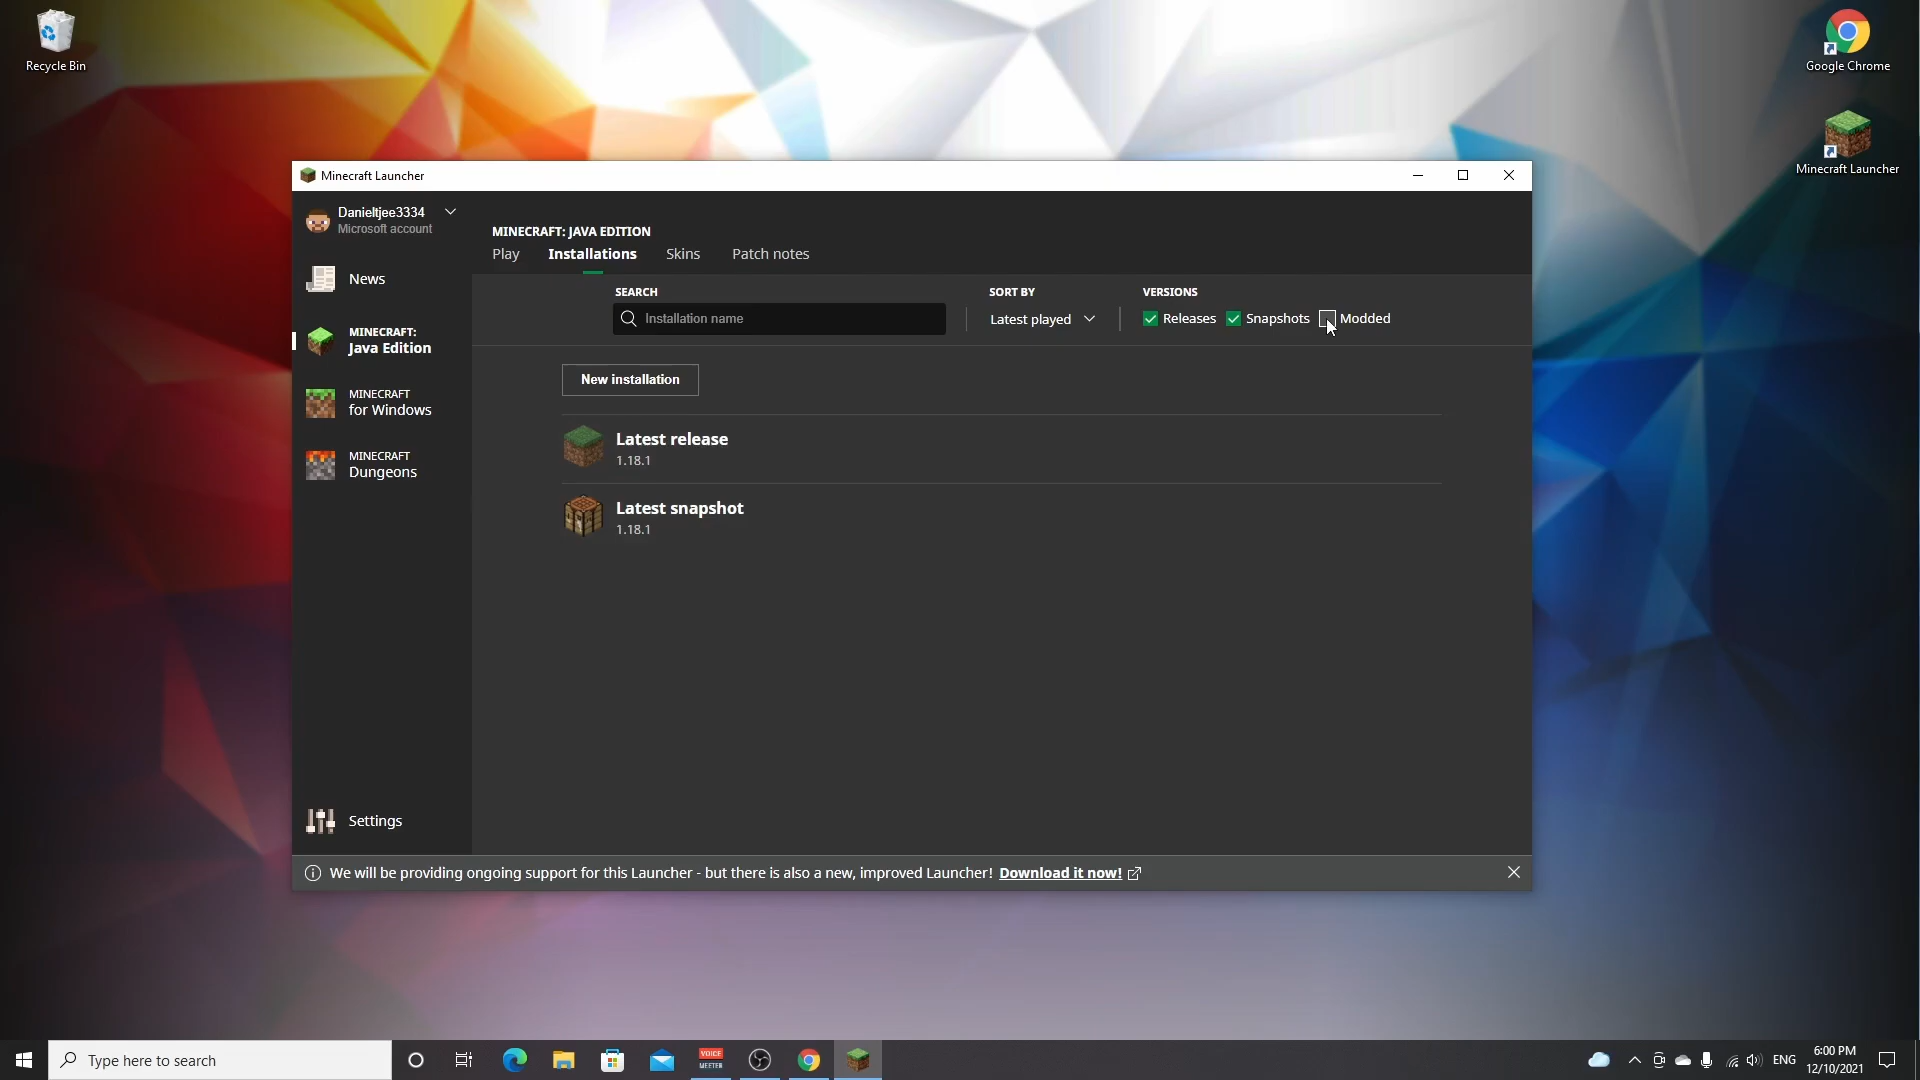 Recycle Bin
Google Chrome
Minecraft Launcher
Minecraft Launcher
Danieltjee3334
Microsoft account
News
MINECRAFT:
Java Edition
MINECRAFT
for Windows
MINECRAFT
Dungeons
Settings
MINECRAFT: JAVA EDITION
Play Installations Skins Patch notes
SEARCH SORT BY VERSIONS
Installation name Latest played Releases Snapshots Modded
New installation
Latest release
1.18.1
Latest snapshot
1.18.1
We will be providing ongoing support for this Launcher - but there is also a new, improved Launcher! Download it now!
Type here to search
VOICE
MEETER
ENG
6:00 PM
12/10/2021